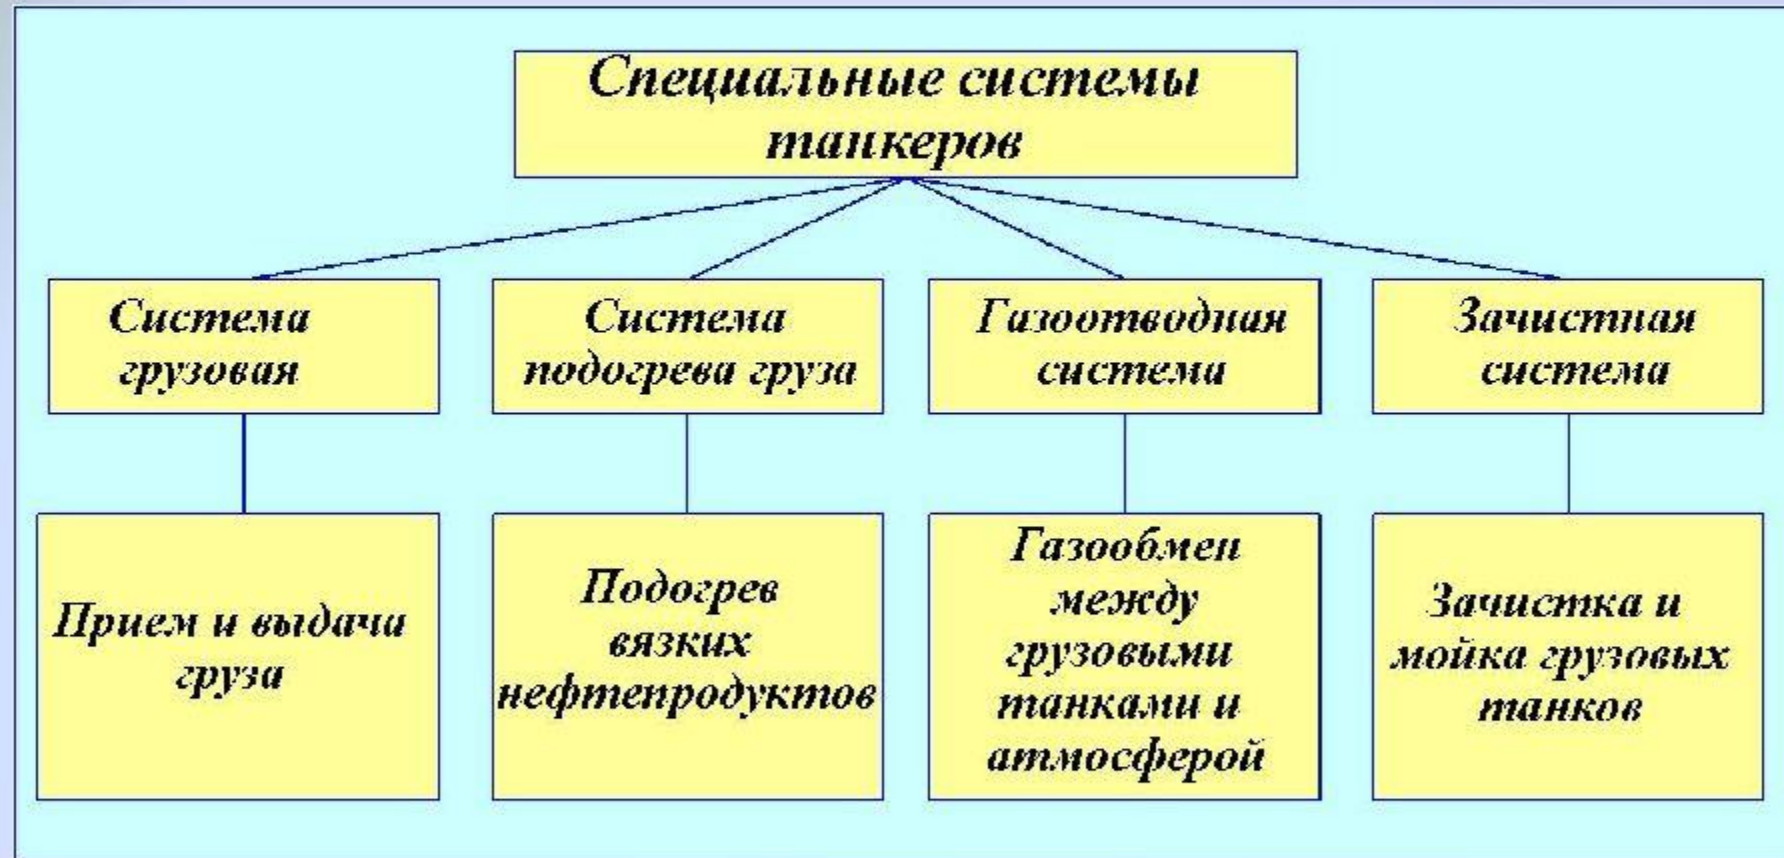 Специальные системы
танкеров
Система
грузовая
Система
подогрева груза
Газоотводная
система
Зачистная
система
Прием и выдача
груза
Подогрев
вязких
нефтепродуктов
Газообмен
между
грузовыми
танками и
атмосферой
Зачистка и
мойка грузовых
танков